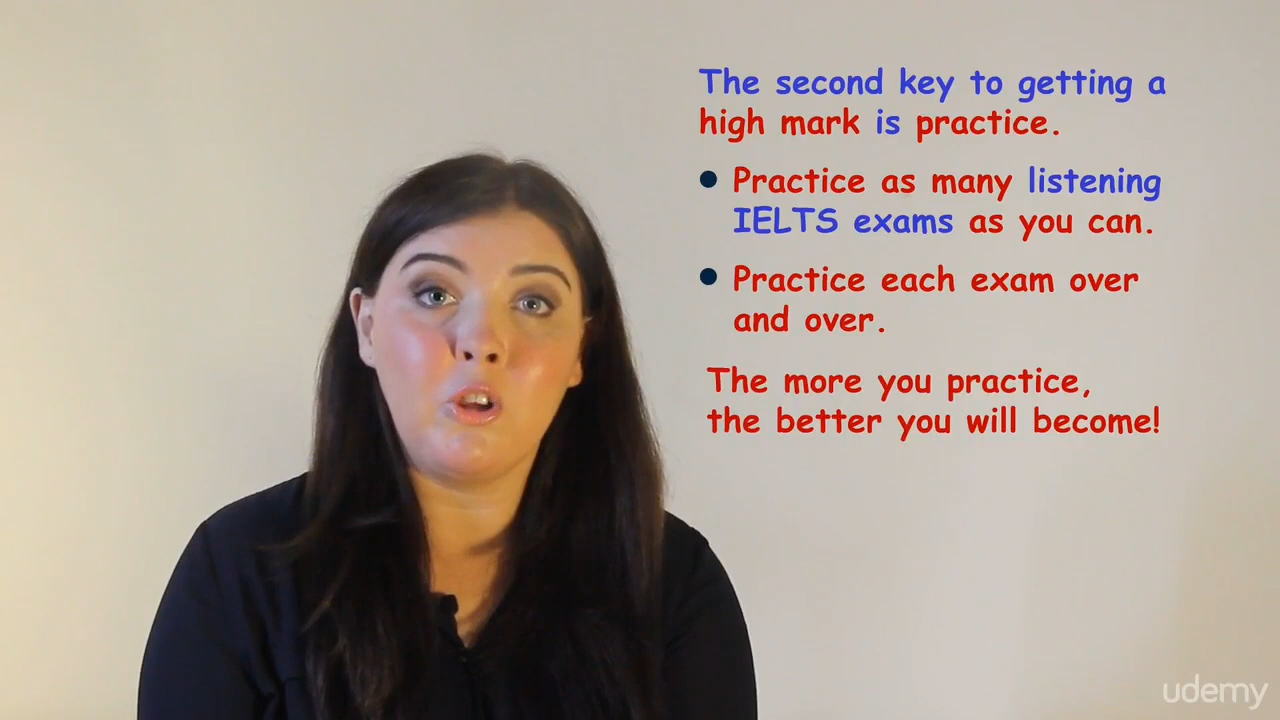 The second key to getting a
high mark is practice.
Practice as many listening
IELTS exams as you can.
Practice each exam over
and over.
The more you practice,
the better you will become!
udemy